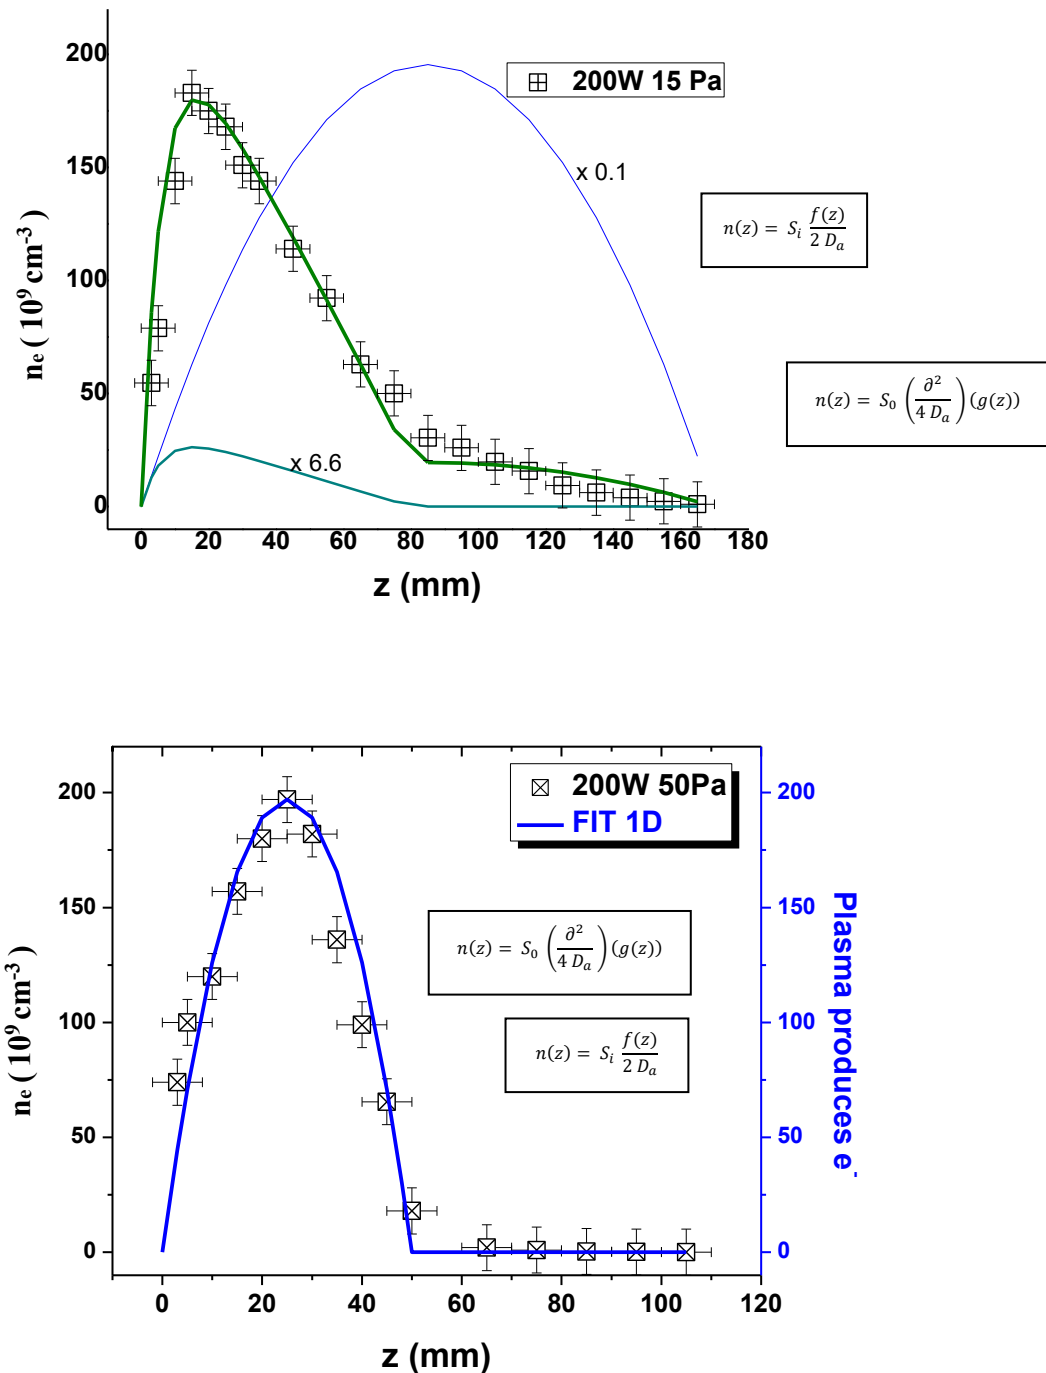 200
200W 15 Pa
150
x 0.1
n(z) = S_i f(z) / 2 D_a
n_e ( 10^9 cm^-3 )
100
n(z) = S_0 (∂^2 / 4 D_a) (g(z))
50
x 6.6
0
0 20 40 60 80 100 120 140 160 180
z (mm)
200W 50Pa
FIT 1D
200 200
150 150
n(z) = S_0 (∂^2 / 4 D_a) (g(z))
n_e ( 10^9 cm^-3 )
Plasma produces e^-
100 100
n(z) = S_i f(z) / 2 D_a
50 50
0 0
0 20 40 60 80 100 120
z (mm)